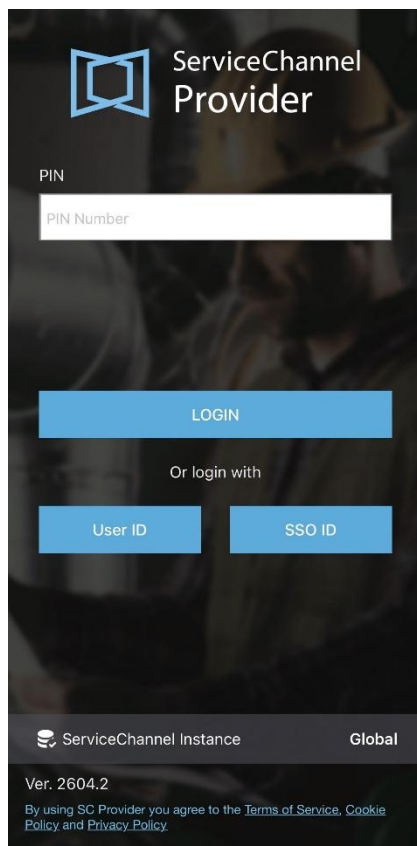 ServiceChannel
Provider
PIN
PIN Number
LOGIN
Or login with
User ID
SSO ID
ServiceChannel Instance
Global
Ver. 2604.2
By using SC Provider you agree to the Terms of Service, Cookie
Policy and Privacy Policy